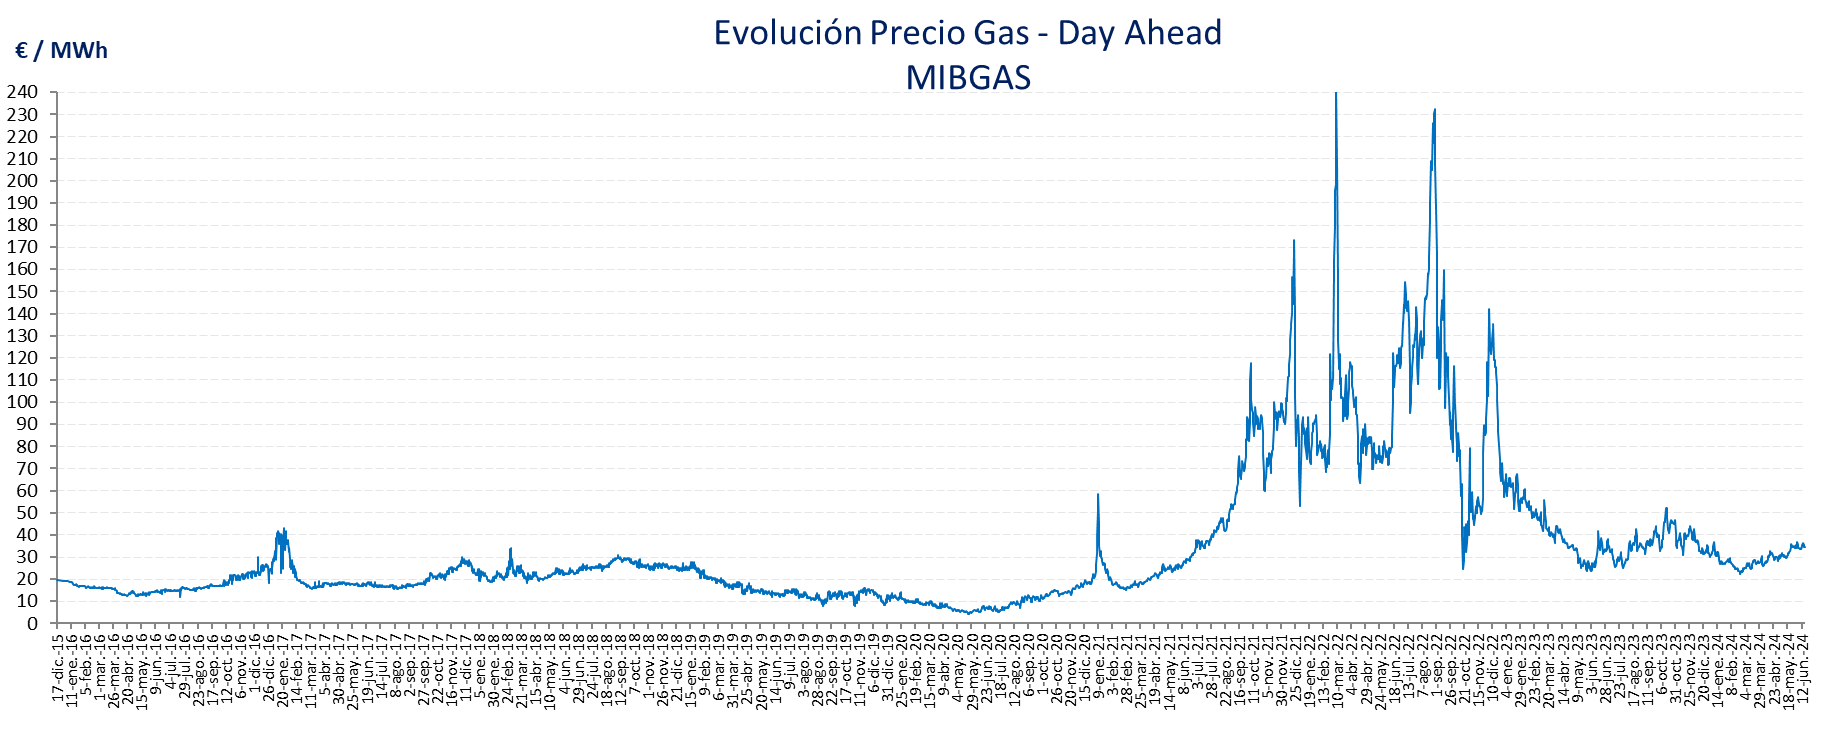 Evolución Precio Gas - Day Ahead
MIBGAS
€ / MWh
240
230
220
210
200
190
180
170
160
150
140
130
120
110
100
90
80
70
60
50
40
30
20
10
0
17-dic.-15
11-ene.-16
5-feb.-16
1-mar.-16
26-mar.-16
20-abr.-16
15-may.-16
9-jun.-16
4-jul.-16
29-jul.-16
23-ago.-16
17-sep.-16
12-oct.-16
6-nov.-16
1-dic.-16
26-dic.-16
20-ene.-17
14-feb.-17
11-mar.-17
5-abr.-17
30-abr.-17
25-may.-17
19-jun.-17
14-jul.-17
8-ago.-17
2-sep.-17
27-sep.-17
22-oct.-17
16-nov.-17
11-dic.-17
5-ene.-18
30-ene.-18
24-feb.-18
21-mar.-18
15-abr.-18
10-may.-18
4-jun.-18
29-jun.-18
24-jul.-18
18-ago.-18
12-sep.-18
7-oct.-18
1-nov.-18
26-nov.-18
21-dic.-18
15-ene.-19
9-feb.-19
6-mar.-19
31-mar.-19
25-abr.-19
20-may.-19
14-jun.-19
9-jul.-19
3-ago.-19
28-ago.-19
22-sep.-19
17-oct.-19
11-nov.-19
6-dic.-19
31-dic.-19
25-ene.-20
19-feb.-20
15-mar.-20
9-abr.-20
4-may.-20
29-may.-20
23-jun.-20
18-jul.-20
12-ago.-20
6-sep.-20
1-oct.-20
26-oct.-20
20-nov.-20
15-dic.-20
9-ene.-21
3-feb.-21
28-feb.-21
25-mar.-21
19-abr.-21
14-may.-21
8-jun.-21
3-jul.-21
28-jul.-21
22-ago.-21
16-sep.-21
11-oct.-21
5-nov.-21
30-nov.-21
25-dic.-21
19-ene.-22
13-feb.-22
10-mar.-22
4-abr.-22
29-abr.-22
24-may.-22
18-jun.-22
13-jul.-22
7-ago.-22
1-sep.-22
26-sep.-22
21-oct.-22
15-nov.-22
10-dic.-22
4-ene.-23
29-ene.-23
23-feb.-23
20-mar.-23
14-abr.-23
9-may.-23
3-jun.-23
28-jun.-23
23-jul.-23
17-ago.-23
11-sep.-23
6-oct.-23
31-oct.-23
25-nov.-23
20-dic.-23
14-ene.-24
8-feb.-24
4-mar.-24
29-mar.-24
23-abr.-24
18-may.-24
12-jun.-24